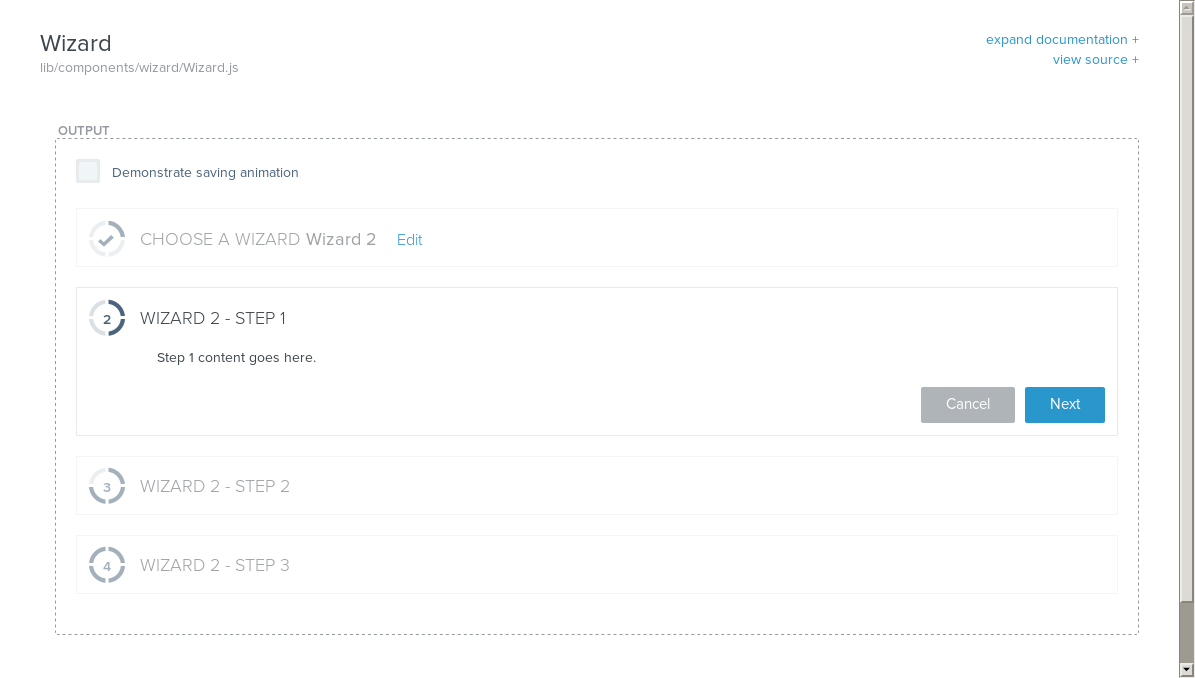 Wizard
lib/components/wizard/Wizard.js
expand documentation +
view source +
OUTPUT
Demonstrate saving animation
CHOOSE A WIZARD Wizard 2 Edit
2 WIZARD 2 - STEP 1
Step 1 content goes here.
Cancel Next
3 WIZARD 2 - STEP 2
4 WIZARD 2 - STEP 3